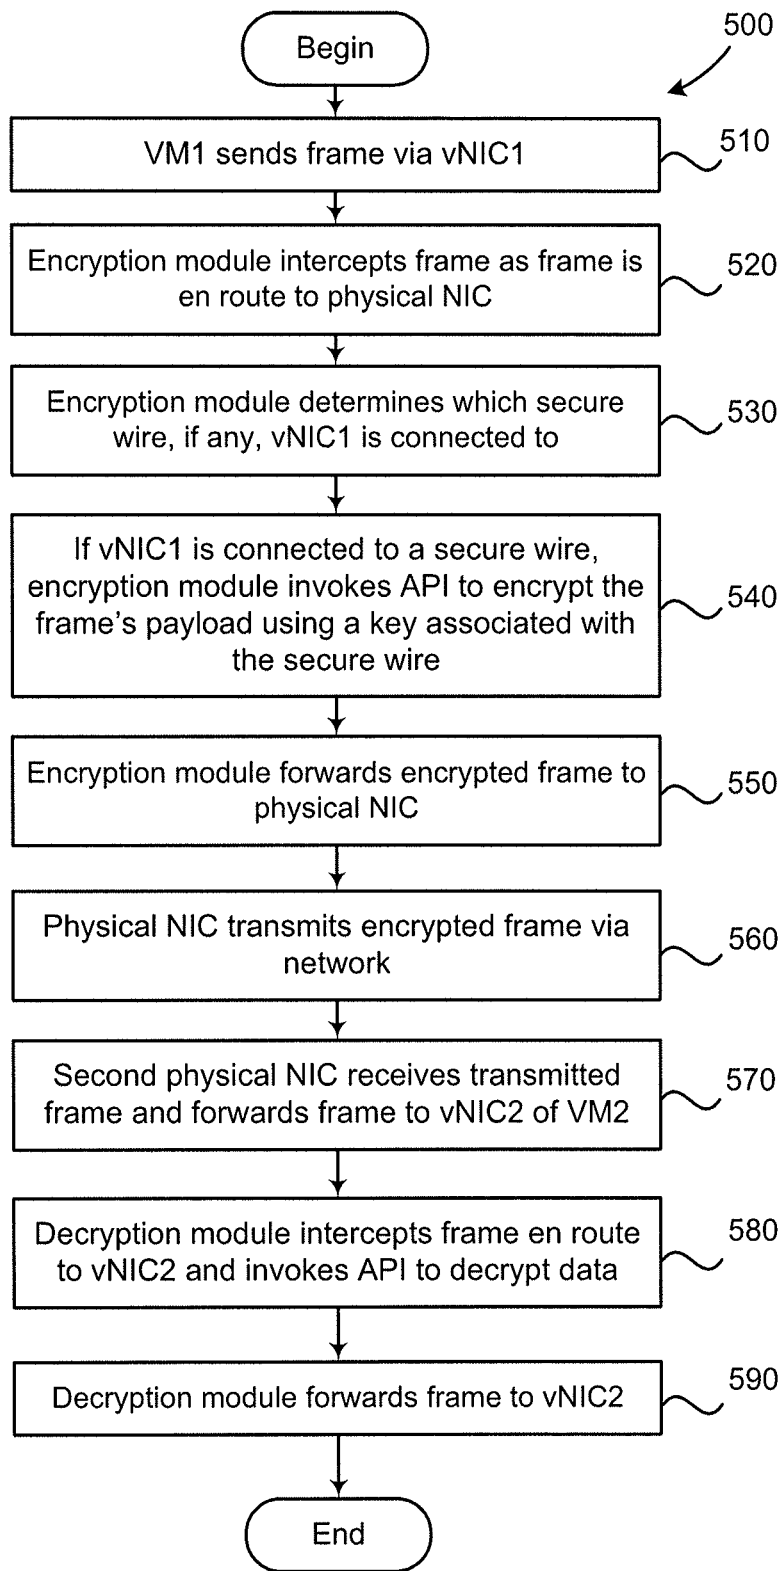 Begin
500
VM1 sends frame via vNIC1
510
Encryption module intercepts frame as frame is
en route to physical NIC
520
Encryption module determines which secure
wire, if any, vNIC1 is connected to
530
If vNIC1 is connected to a secure wire,
encryption module invokes API to encrypt the
frame's payload using a key associated with
the secure wire
540
Encryption module forwards encrypted frame to
physical NIC
550
Physical NIC transmits encrypted frame via
network
560
Second physical NIC receives transmitted
frame and forwards frame to vNIC2 of VM2
570
Decryption module intercepts frame en route
to vNIC2 and invokes API to decrypt data
580
Decryption module forwards frame to vNIC2
590
End